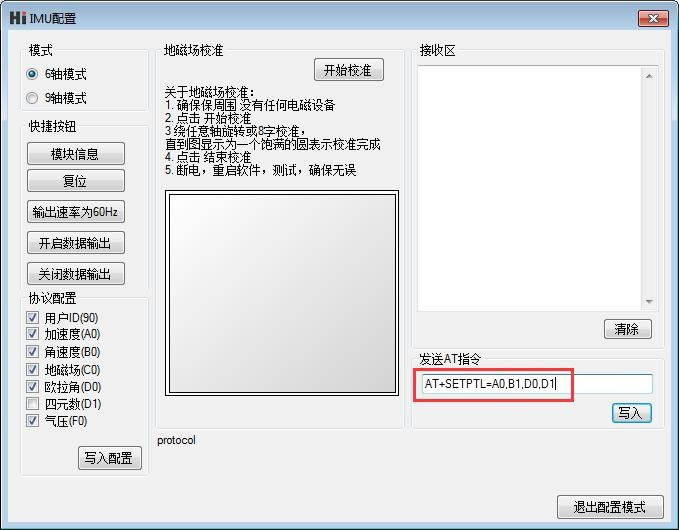 Hi IMU配置
模式
6轴模式
9轴模式
快捷按钮
模块信息
复位
输出速率为60Hz
开启数据输出
关闭数据输出
协议配置
用户ID(90)
加速度(A0)
角速度(B0)
地磁场(C0)
欧拉角(D0)
四元数(D1)
气压(F0)
写入配置
地磁场校准
开始校准
关于地磁场校准：
1. 确保保周围 没有任何电磁设备
2. 点击 开始校准
3 绕任意轴旋转或8字校准，
直到图显示为一个饱满的圆表示校准完成
4. 点击 结束校准
5. 断电，重启软件，测试，确保无误
protocol
接收区
清除
发送AT指令
AT+SETPTL=A0,B1,D0,D1
写入
退出配置模式